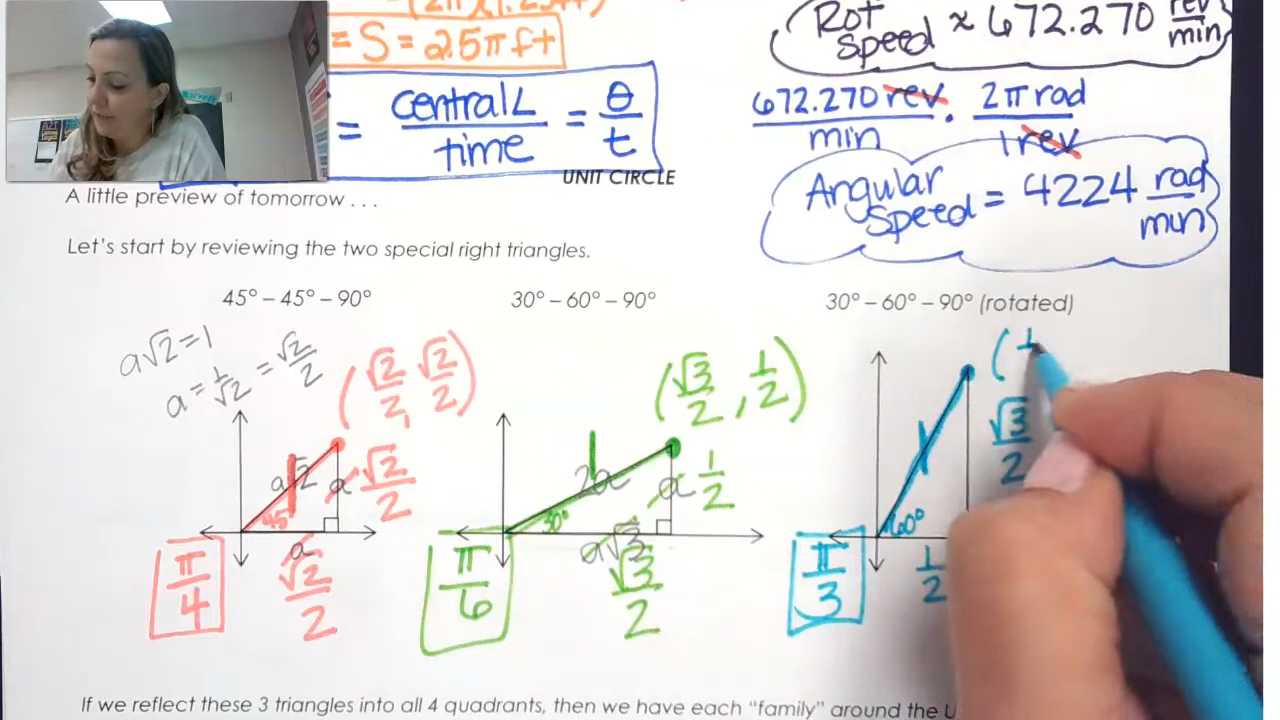 = S = 2.5π ft
= central∠/time = θ/t
Rot Speed ≈ 672.270 rev/min
672.270 rev/min · 2π rad/1 rev
Angular Speed = 4224 rad/min
UNIT CIRCLE
A little preview of tomorrow . . .
Let's start by reviewing the two special right triangles.
45° – 45° – 90°
30° – 60° – 90°
30° – 60° – 90° (rotated)
a√2 = 1
a = 1/√2 = √2/2
(√2/2, √2/2)
(√3/2, 1/2)
(1
a√2 1
a √2/2
45°
a
√2/2
π/4
2a 1
a 1/2
30°
a√3
√3/2
π/6
1
√3/2
60°
1/2
π/3
If we reflect these 3 triangles into all 4 quadrants, then we have each "family" around the